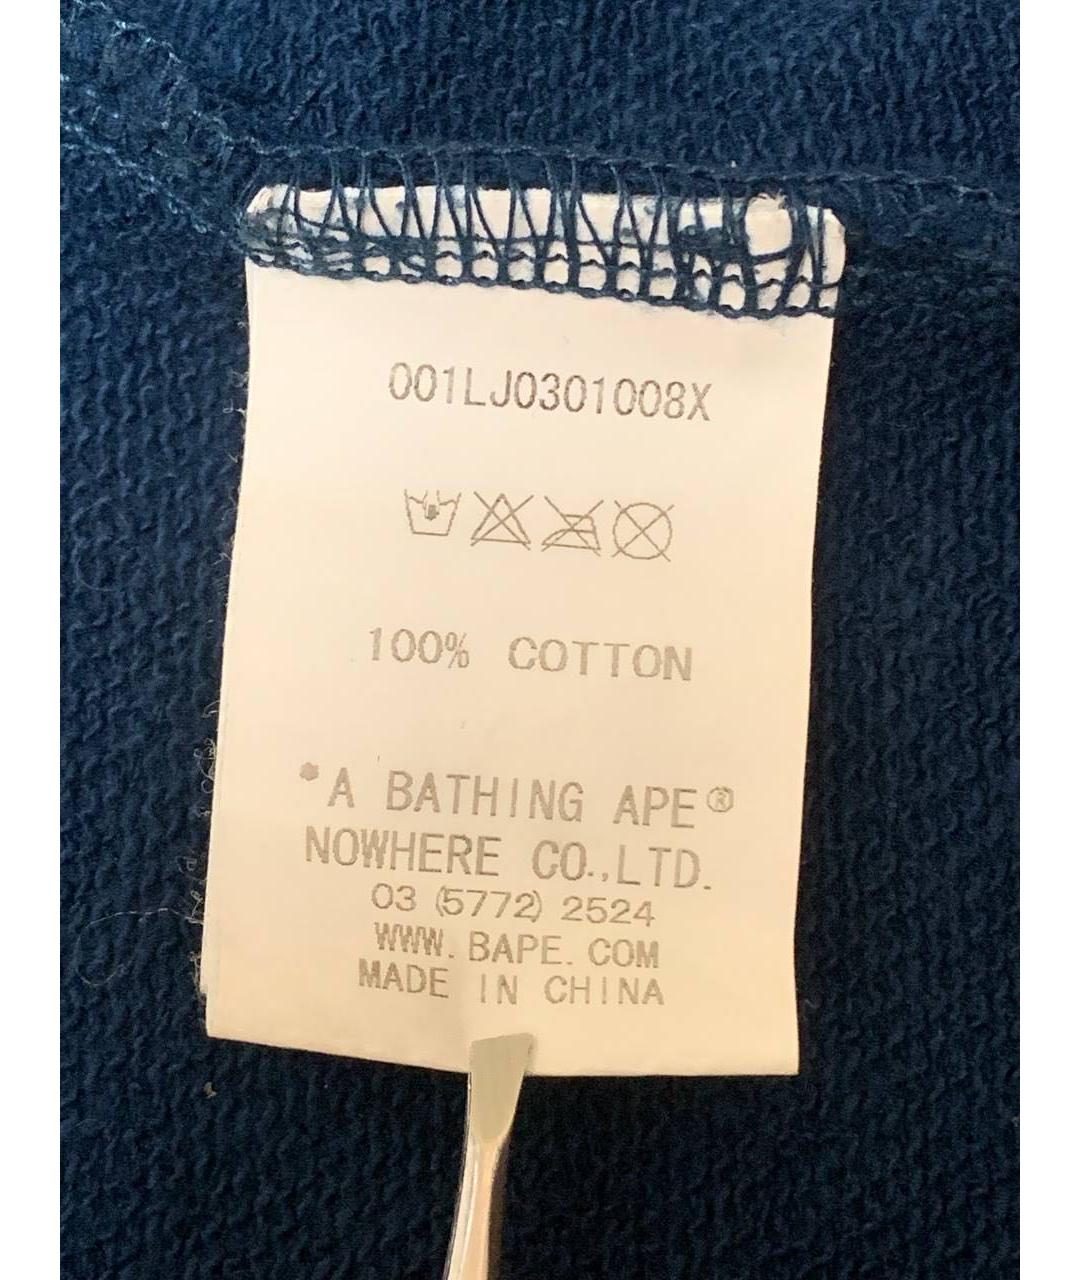 001LJ0301008X
100% COTTON
*A BATHING APE®
NOWHERE CO.,LTD.
03 (5772) 2524
WWW. BAPE. COM
MADE IN CHINA